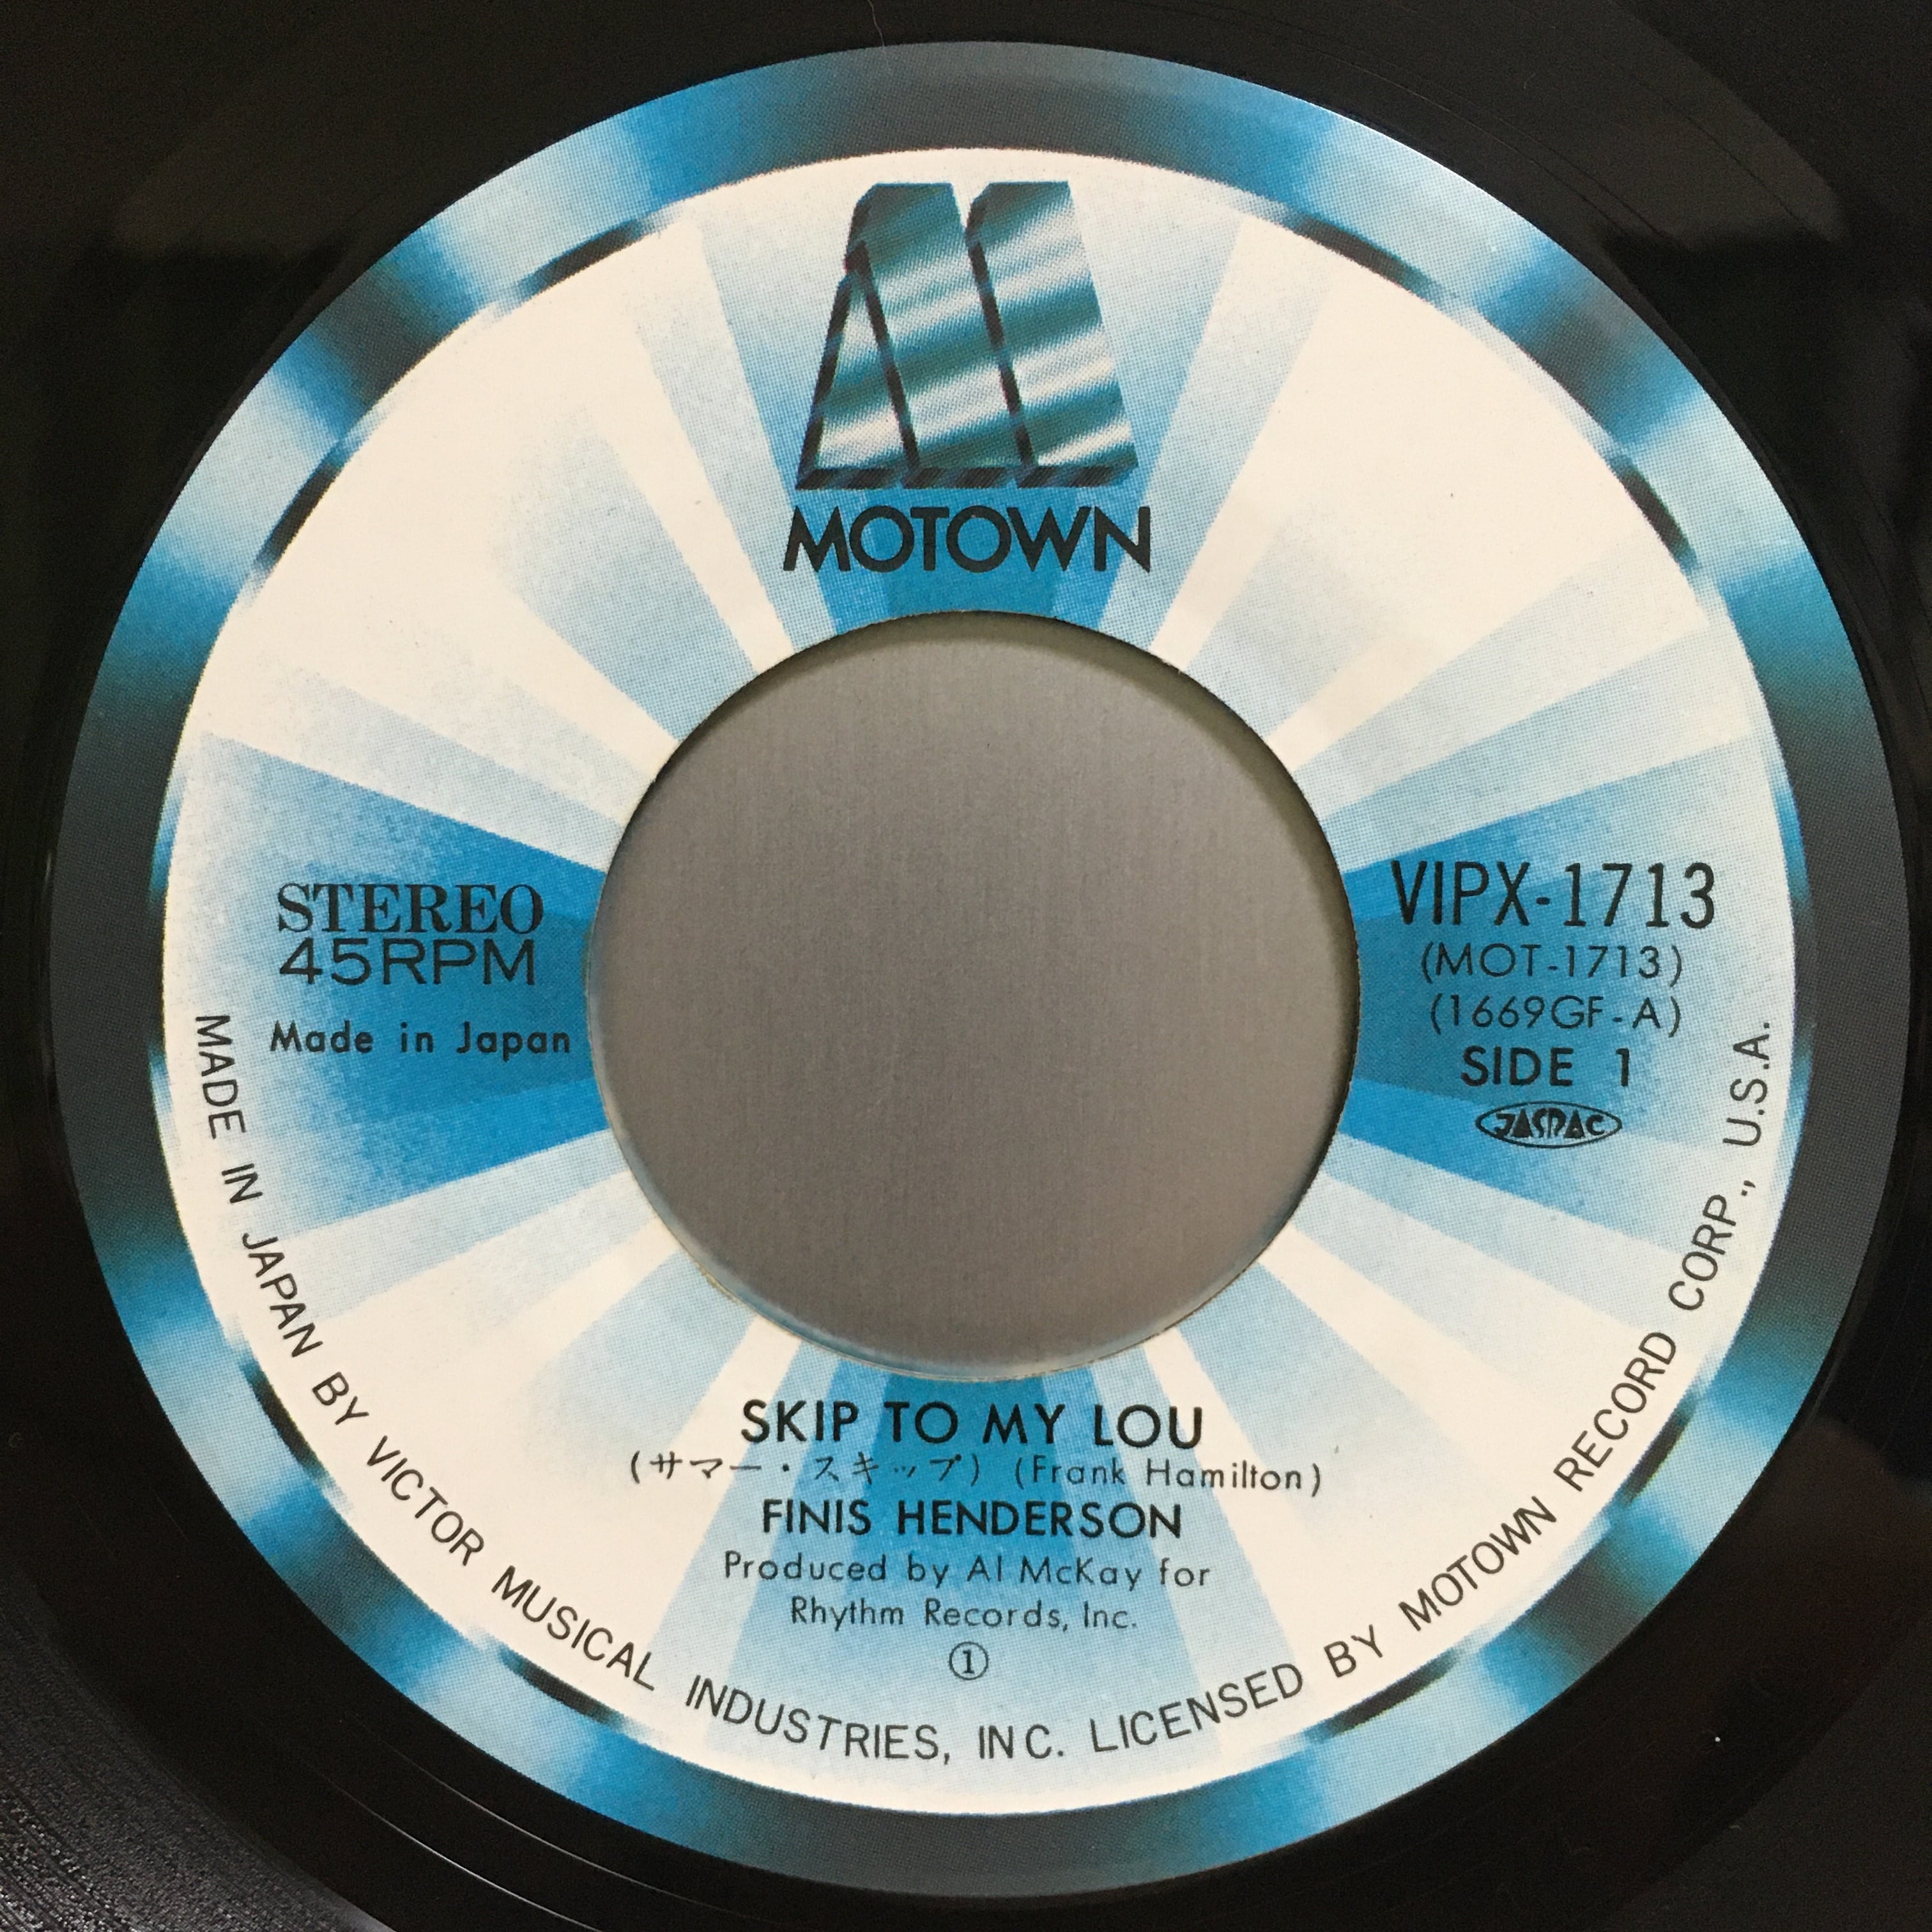 MOTOWN
STEREO
45RPM
Made in Japan
VIPX-1713
(MOT-1713)
(1669GF-A)
SIDE 1
JASRAC
SKIP TO MY LOU
(サマー・スキップ) (Frank Hamilton)
FINIS HENDERSON
Produced by Al McKay for
Rhythm Records, Inc.
①
MADE IN JAPAN BY VICTOR MUSICAL INDUSTRIES, INC. LICENSED BY MOTOWN RECORD CORP., U.S.A.